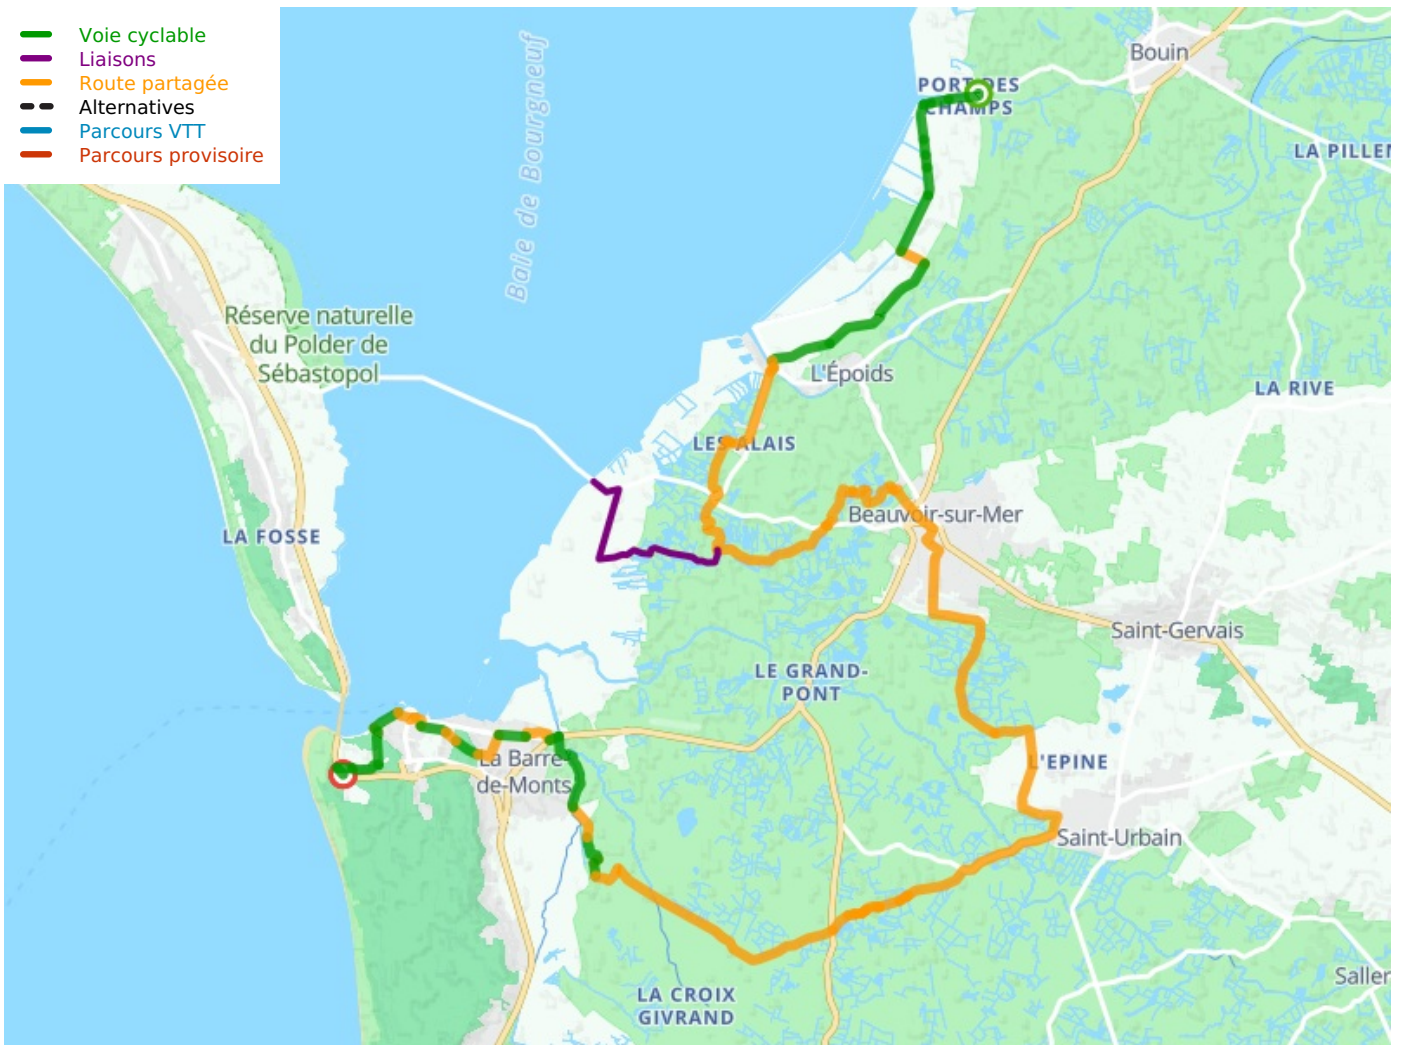 Voie cyclable
Liaisons
Route partagée
Alternatives
Parcours VTT
Parcours provisoire
Baie de Bourgneuf
Bouin
PORT DES
CHAMPS
LA PILLE
Réserve naturelle
du Polder de
Sébastopol
L'Époids
LA RIVE
LES ALAIS
LA FOSSE
Beauvoir-sur-Mer
Saint-Gervais
LE GRAND-
PONT
La Barre-
de-Monts
L'EPINE
Saint-Urbain
Saller
LA CROIX
GIVRAND